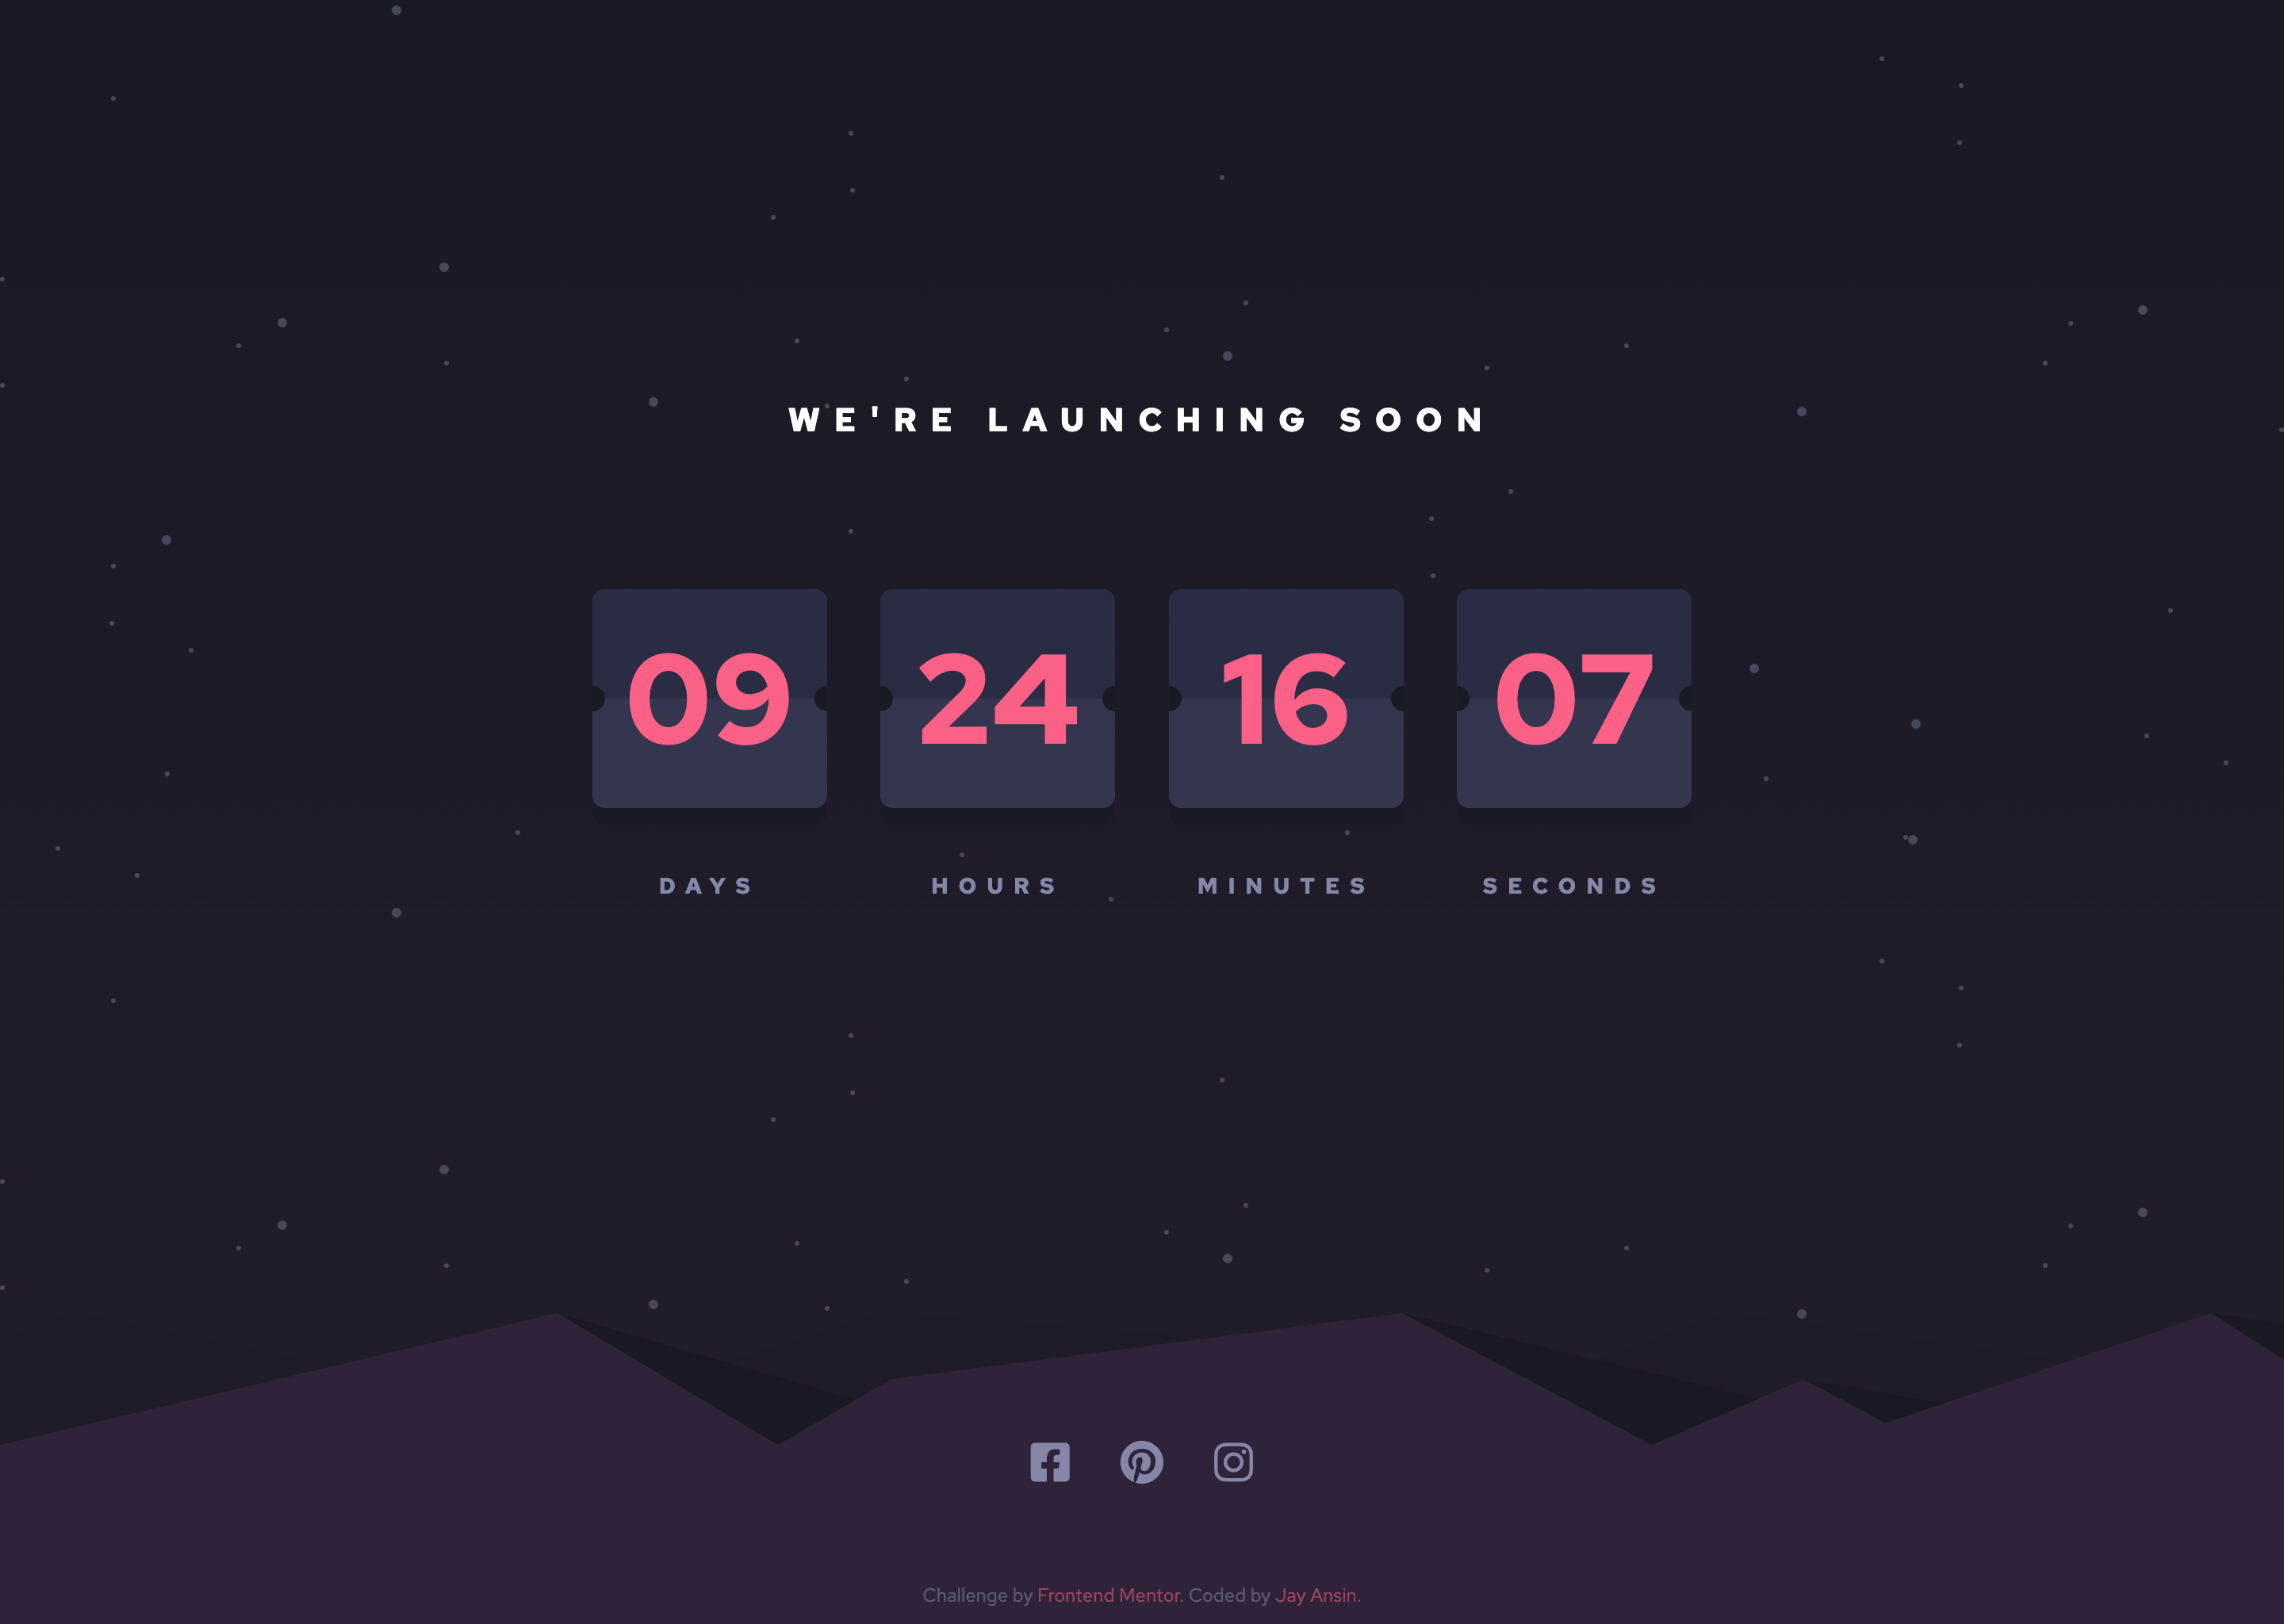 WE'RE LAUNCHING SOON
09 24 16 07
DAYS HOURS MINUTES SECONDS
Challenge by Frontend Mentor. Coded by Jay Ansin.